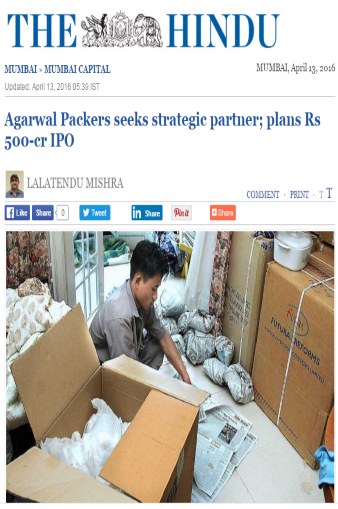 THE HINDU
MUMBAI » MUMBAI CAPITAL
MUMBAI, April 13, 2016
Updated: April 13, 2016 05:39 IST
Agarwal Packers seeks strategic partner; plans Rs
500-cr IPO
LALATENDU MISHRA
COMMENT · PRINT · T T
Like Share 0 Tweet Share Pin it Share
FUTURE
REFORMS